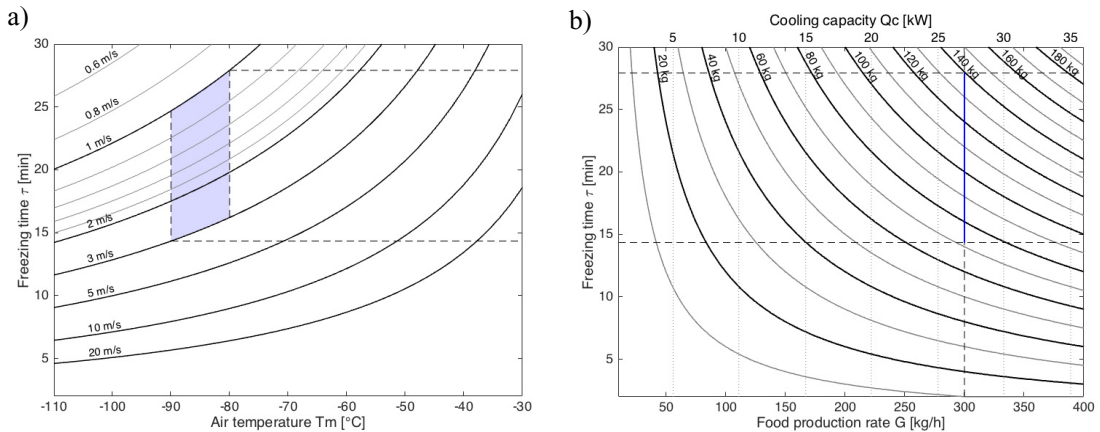 a)
30
25
20
15
10
5
Freezing time τ [min]
0.6 m/s
0.8 m/s
1 m/s
2 m/s
3 m/s
5 m/s
10 m/s
20 m/s
-110 -100 -90 -80 -70 -60 -50 -40 -30
Air temperature Tm [°C]
b)
Cooling capacity Qc [kW]
5 10 15 20 25 30 35
30
25
20
15
10
5
Freezing time τ [min]
20 kg
40 kg
60 kg
80 kg
100 kg
120 kg
140 kg
160 kg
180 kg
50 100 150 200 250 300 350 400
Food production rate G [kg/h]